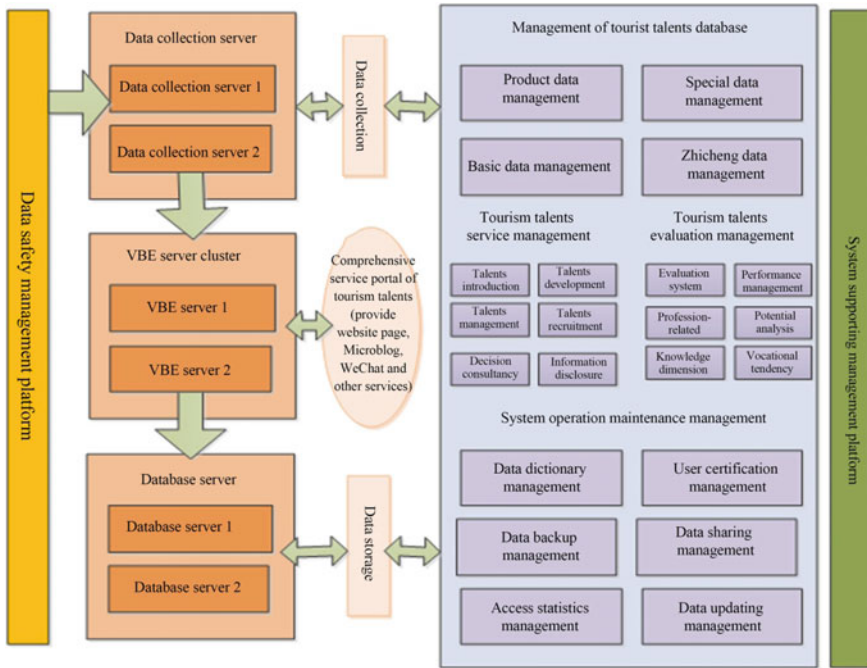 Data safety management platform
Data collection server
Data collection server 1
Data collection server 2
VBE server cluster
VBE server 1
VBE server 2
Database server
Database server 1
Database server 2
Data collection
Comprehensive
service portal of
tourism talents
(provide
website page,
Microblog,
WeChat and
other services)
Data storage
Management of tourist talents database
Product data
management
Special data
management
Basic data management
Zhicheng data
management
Tourism talents
service management
Tourism talents
evaluation management
Talents
introduction
Talents
development
Evaluation
system
Performance
management
Talents
management
Talents
recruitment
Profession-
related
Potential
analysis
Decision
consultancy
Information
disclosure
Knowledge
dimension
Vocational
tendency
System operation maintenance management
Data dictionary
management
User certification
management
Data backup
management
Data sharing
management
Access statistics
management
Data updating
management
System supporting management platform